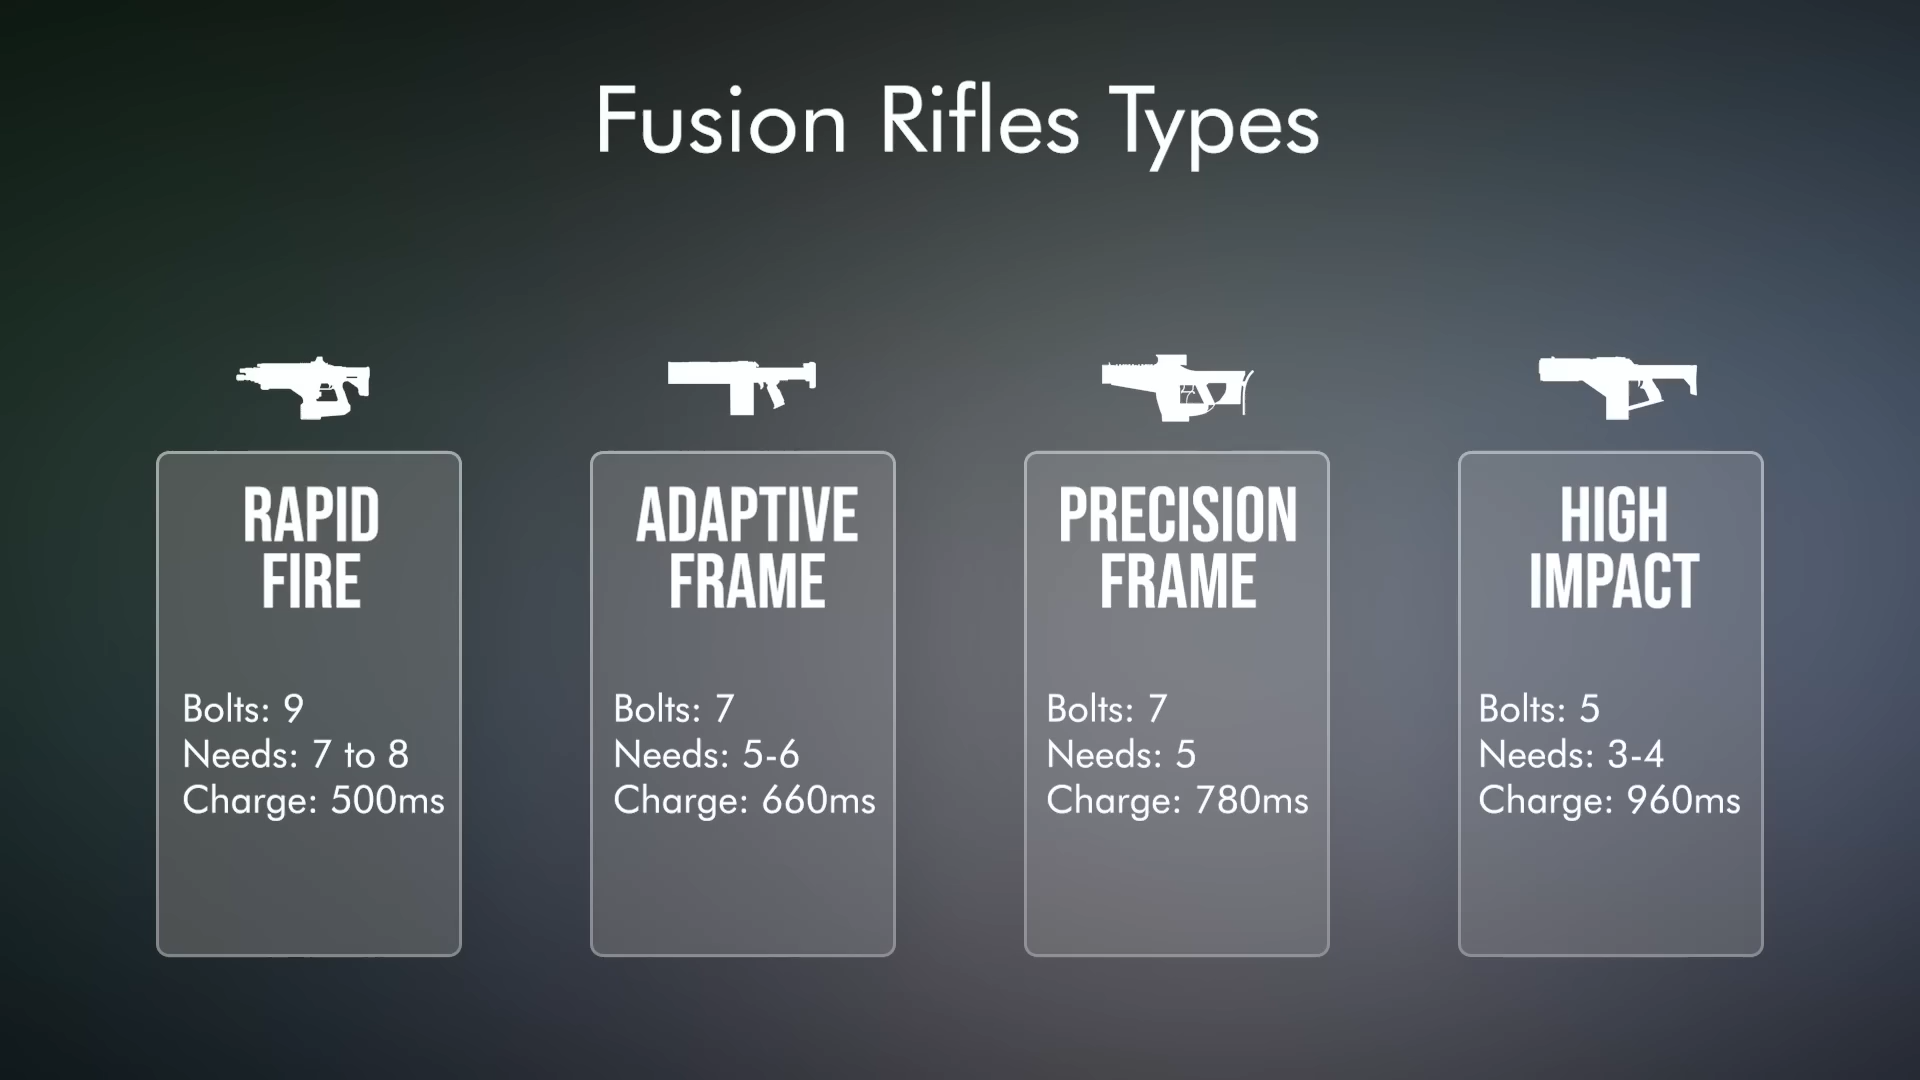 Fusion Rifles Types
RAPID
FIRE
Bolts: 9
Needs: 7 to 8
Charge: 500ms
ADAPTIVE
FRAME
Bolts: 7
Needs: 5-6
Charge: 660ms
PRECISION
FRAME
Bolts: 7
Needs: 5
Charge: 780ms
HIGH
IMPACT
Bolts: 5
Needs: 3-4
Charge: 960ms